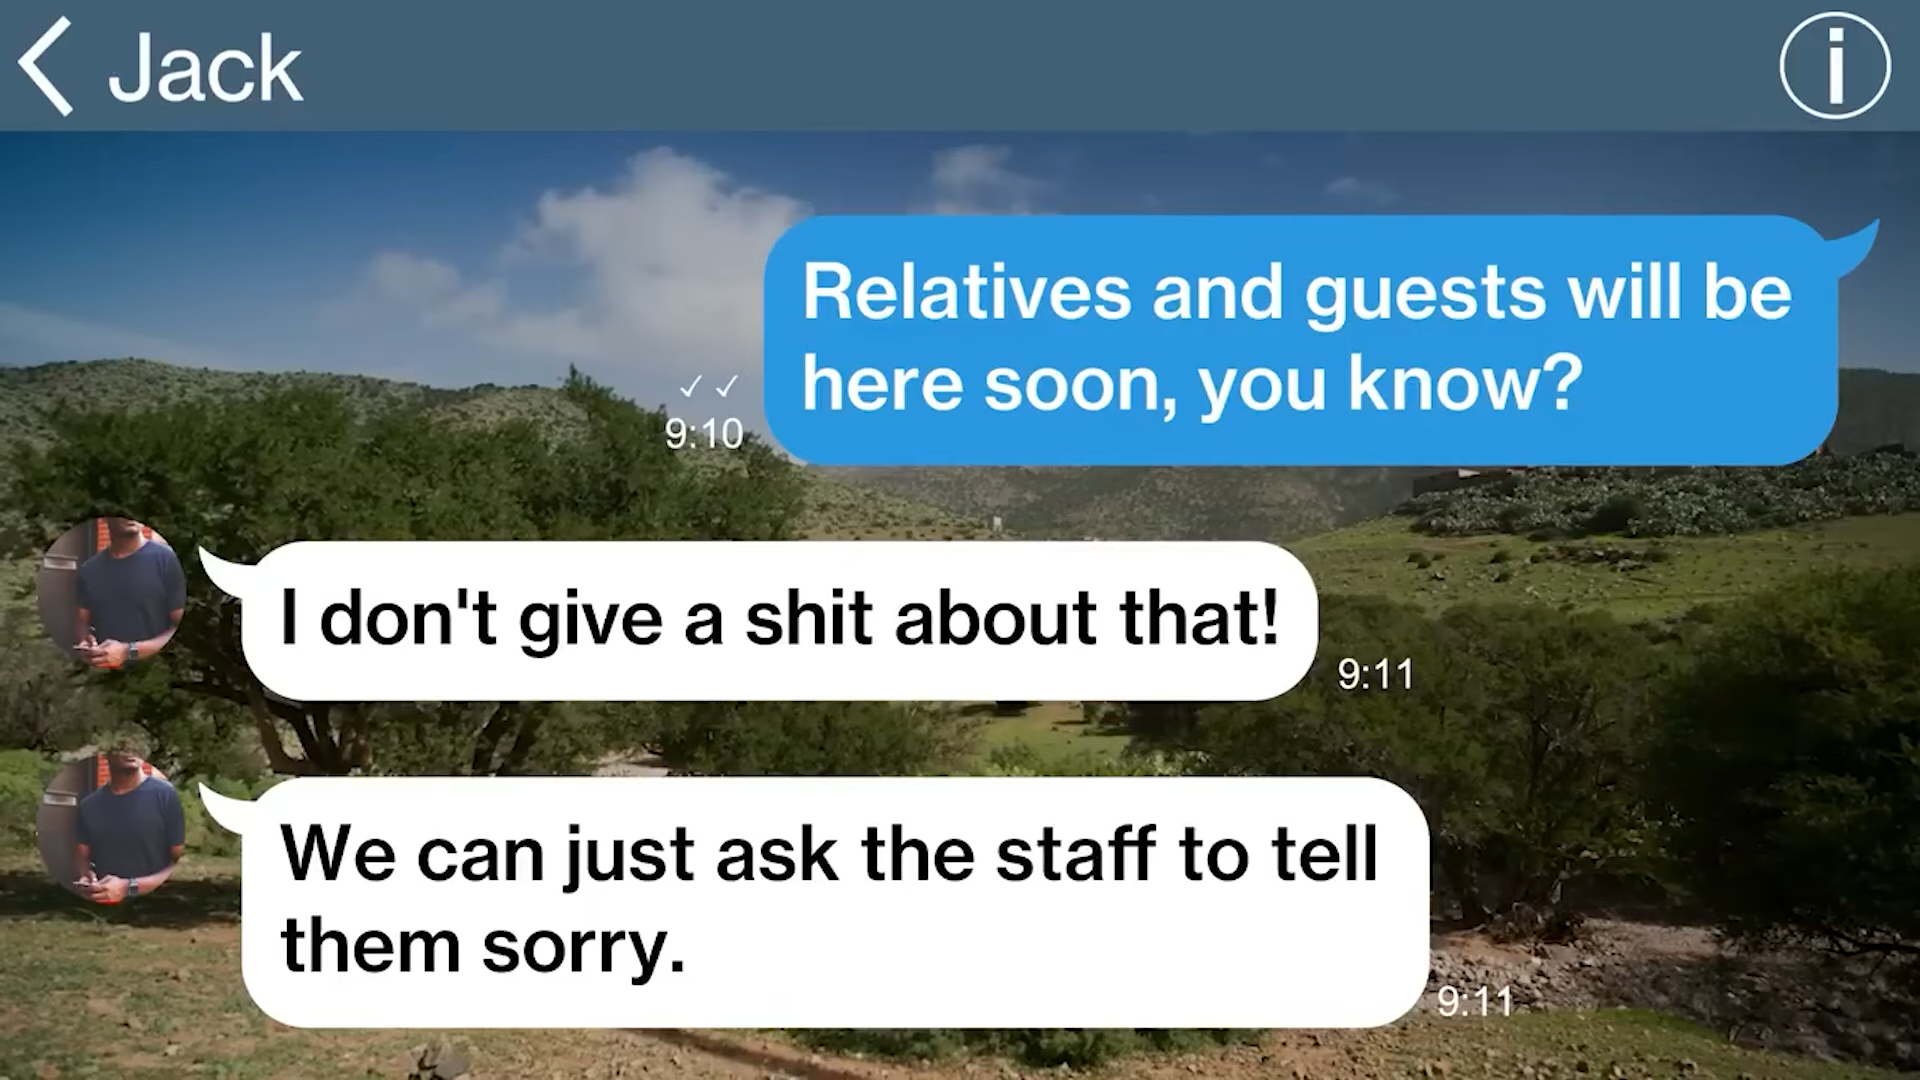 Jack
Relatives and guests will be
here soon, you know?
✓✓
9:10
I don't give a shit about that!
9:11
We can just ask the staff to tell
them sorry.
9:11